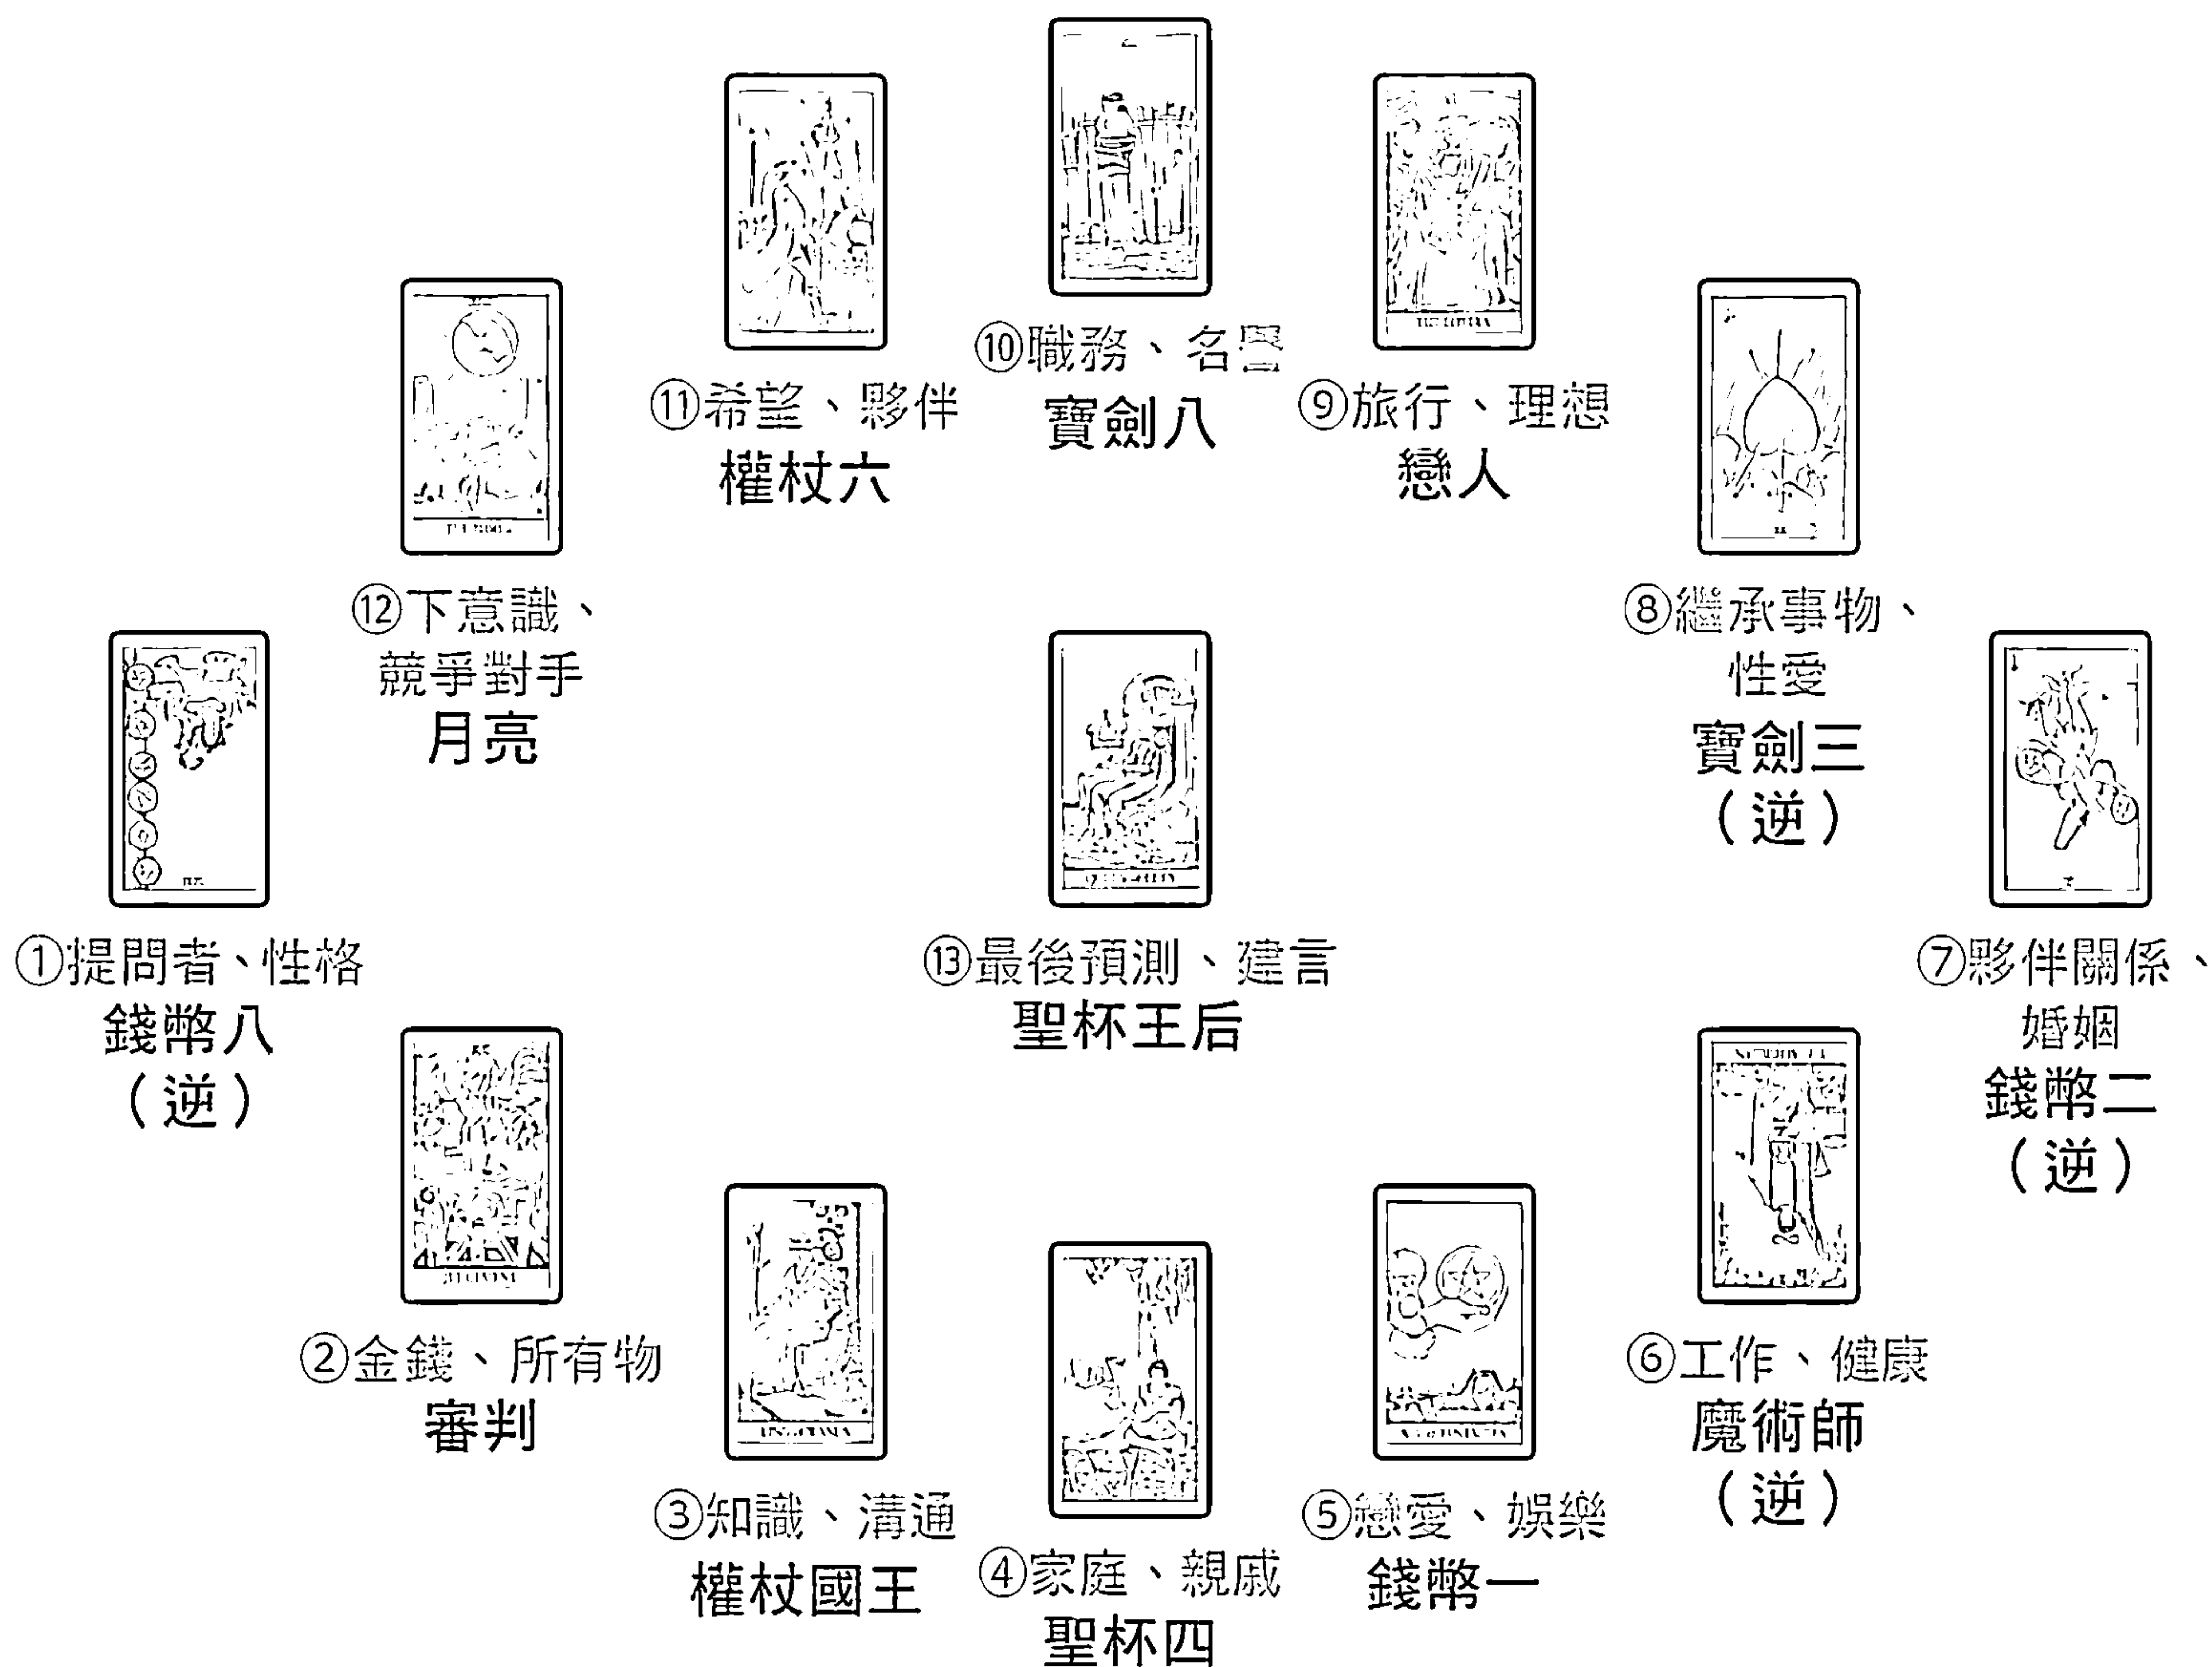 ⑩職務、名譽
寶劍八
⑪希望、夥伴
權杖六
⑨旅行、理想
戀人
⑫下意識、
競爭對手
月亮
⑧繼承事物、
性愛
寶劍三
（逆）
①提問者、性格
錢幣八
（逆）
⑬最後預測、建言
聖杯王后
⑦夥伴關係、
婚姻
錢幣二
（逆）
②金錢、所有物
審判
⑥工作、健康
魔術師
（逆）
③知識、溝通
權杖國王
④家庭、親戚
聖杯四
⑤戀愛、娛樂
錢幣一